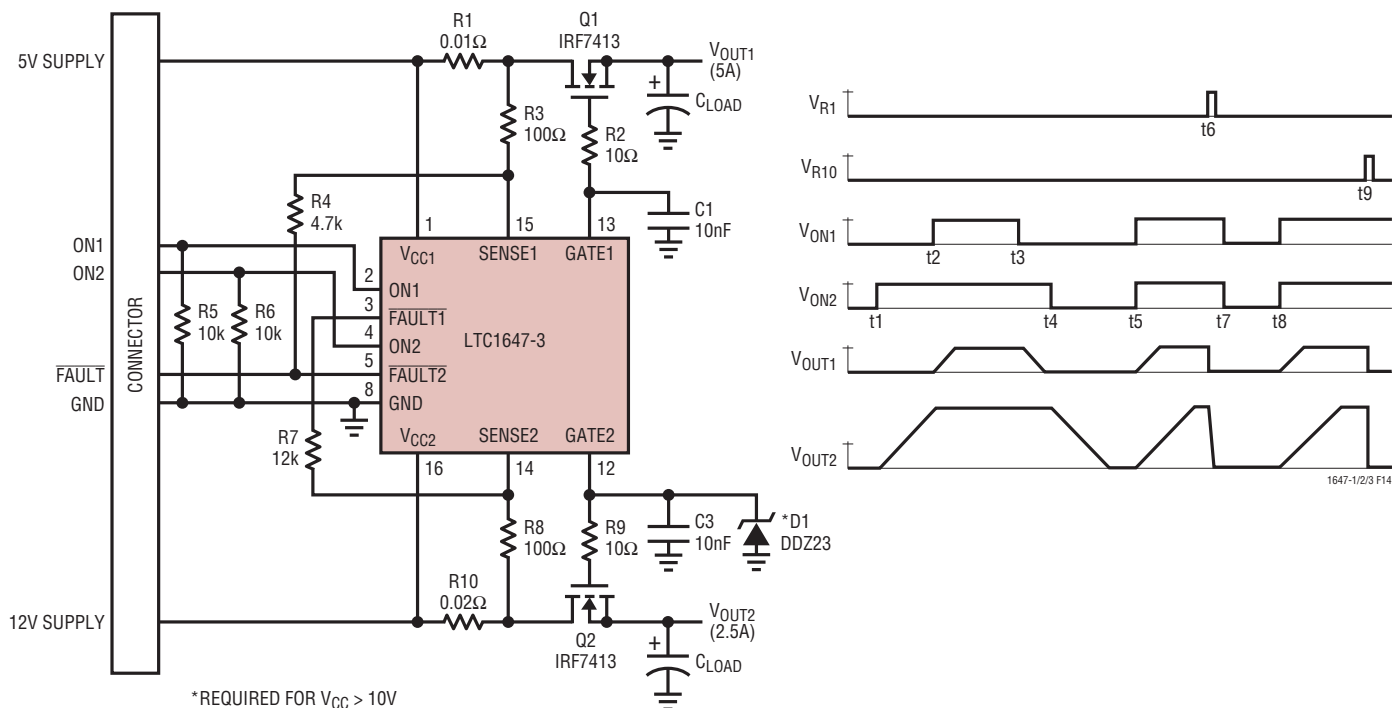 R1
0.01Ω
Q1
IRF7413
5V SUPPLY
VOUT1
(5A)
+
CLOAD
R3
100Ω
R2
10Ω
R4
4.7k
C1
10nF
1
15
13
ON1
ON2
VCC1
SENSE1
GATE1
2
ON1
3
FAULT1
R5
10k
R6
10k
4
ON2
LTC1647-3
5
FAULT2
FAULT
CONNECTOR
8
GND
GND
R7
12k
VCC2
SENSE2
GATE2
16
14
12
R8
100Ω
R9
10Ω
C3
10nF
*D1
DDZ23
R10
0.02Ω
12V SUPPLY
VOUT2
(2.5A)
Q2
IRF7413
+
CLOAD
*REQUIRED FOR VCC > 10V
VR1
t6
VR10
t9
VON1
t2
t3
VON2
t1
t4
t5
t7
t8
VOUT1
VOUT2
1647-1/2/3 F14